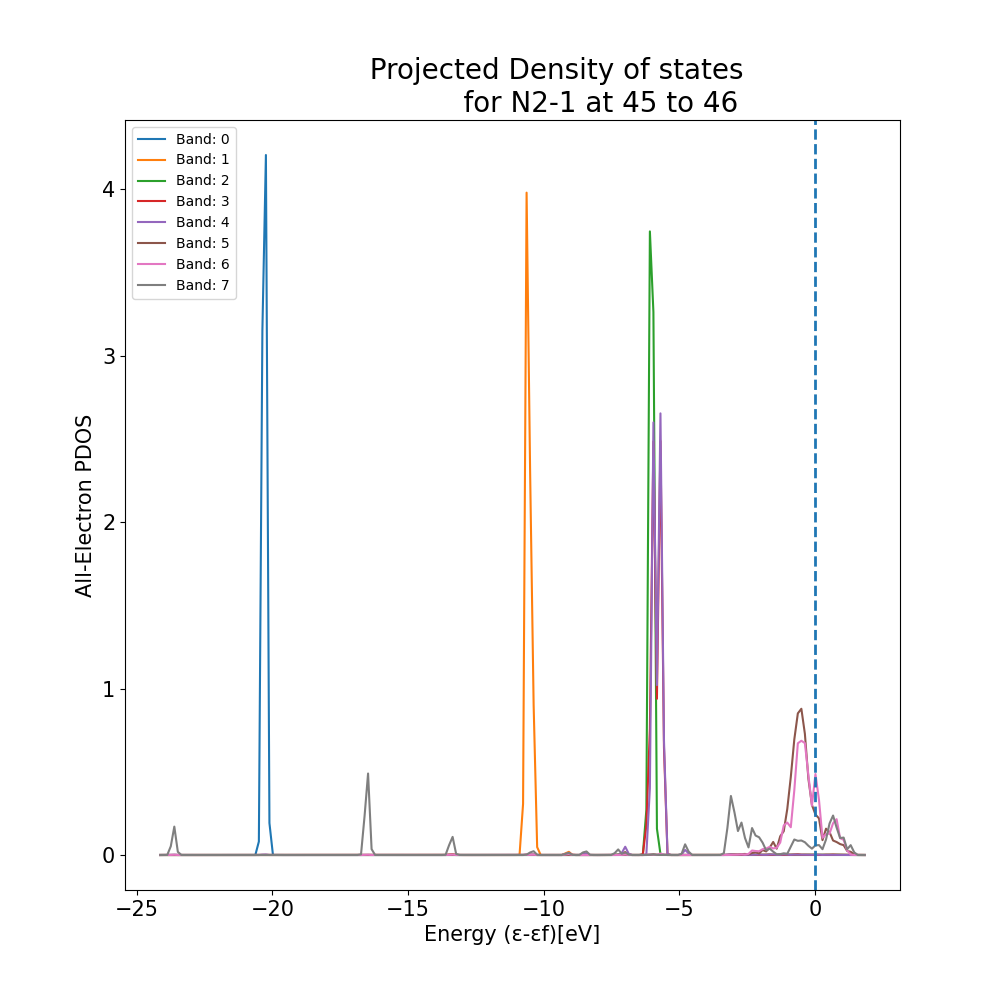 Projected Density of states
for N2-1 at 45 to 46
Band: 0
Band: 1
Band: 2
Band: 3
Band: 4
Band: 5
Band: 6
Band: 7
All-Electron PDOS
4
3
2
1
0
−25 −20 −15 −10 −5 0
Energy (ε-εf)[eV]